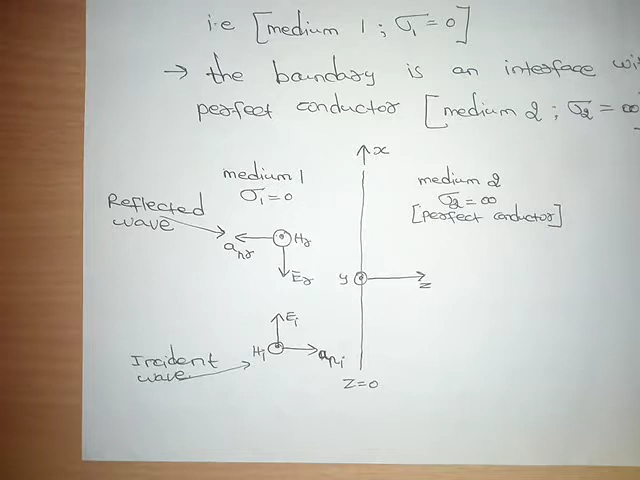 i.e [medium 1 ; σ₁ = 0]
→ the boundary is an interface
perfect conductor [medium 2 ; σ₂ = ∞
x
medium 1
σ₁ = 0
medium 2
σ₂ = ∞
[perfect conductor]
Reflected
wave
Hr
anr
Er
y
z
Ei
Hi
ani
Incident
wave
Z=0